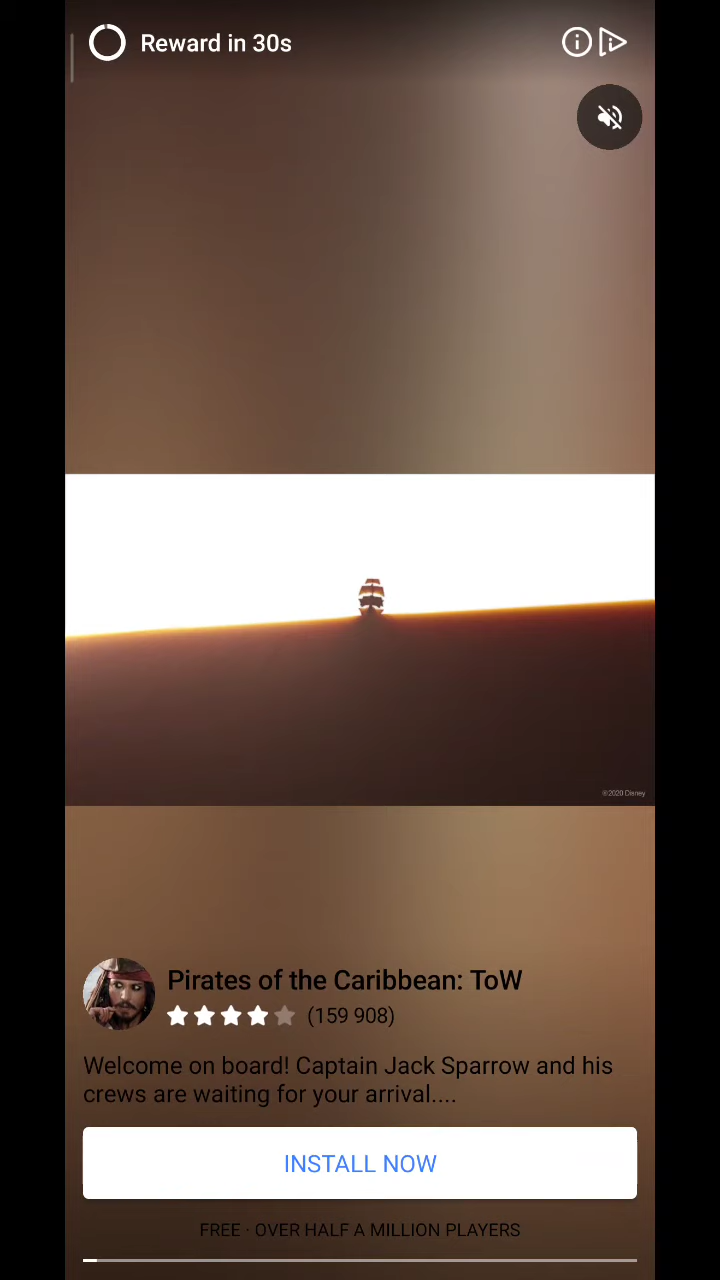 Reward in 30s
©2020 Disney
Pirates of the Caribbean: ToW
(159 908)
Welcome on board! Captain Jack Sparrow and his
crews are waiting for your arrival....
INSTALL NOW
FREE · OVER HALF A MILLION PLAYERS